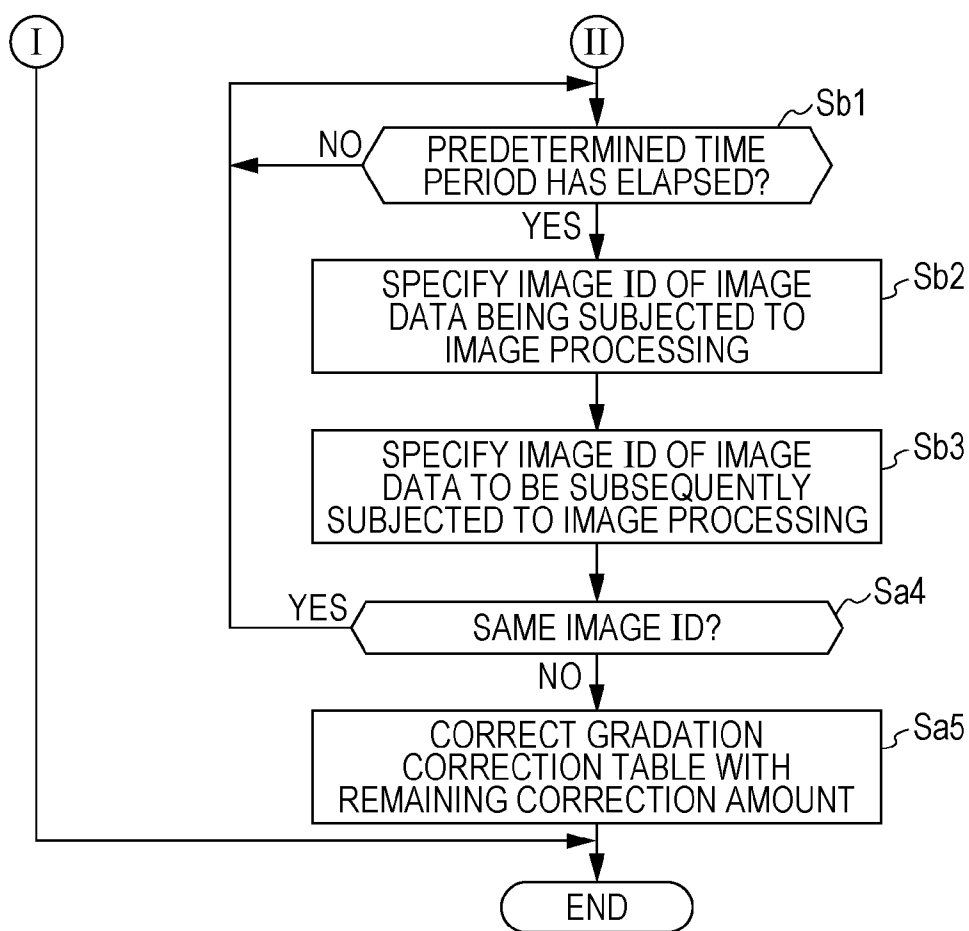 I
II
Sb1
NO
PREDETERMINED TIME
PERIOD HAS ELAPSED?
YES
Sb2
SPECIFY IMAGE ID OF IMAGE
DATA BEING SUBJECTED TO
IMAGE PROCESSING
Sb3
SPECIFY IMAGE ID OF IMAGE
DATA TO BE SUBSEQUENTLY
SUBJECTED TO IMAGE PROCESSING
Sa4
YES
SAME IMAGE ID?
NO
Sa5
CORRECT GRADATION
CORRECTION TABLE WITH
REMAINING CORRECTION AMOUNT
END